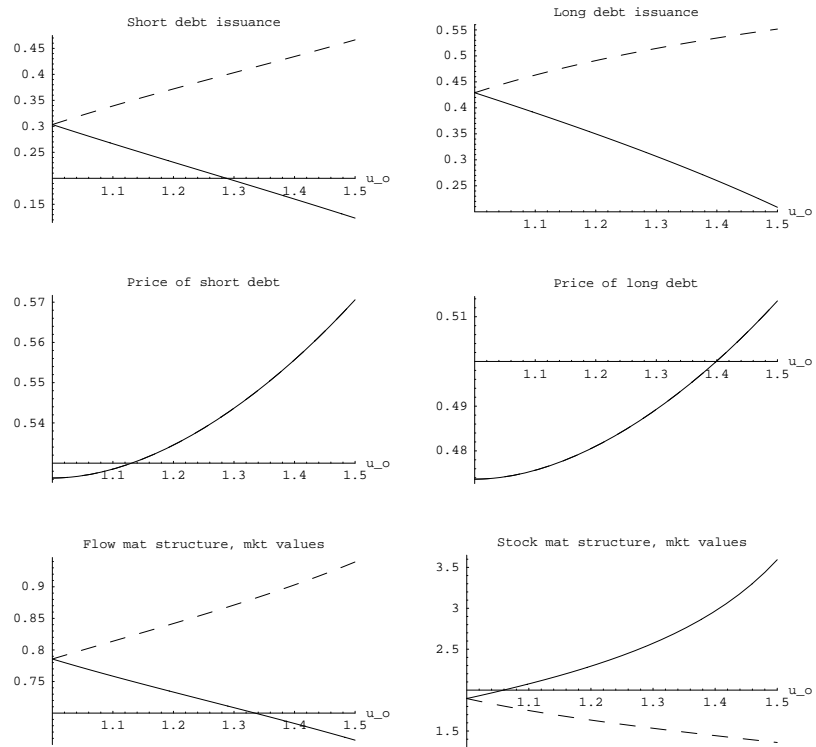 Short debt issuance
0.45
0.4
0.35
0.3
0.25
0.15
1.1 1.2 1.3 1.4 1.5
u_o
Long debt issuance
0.55
0.5
0.45
0.4
0.35
0.3
0.25
1.1 1.2 1.3 1.4 1.5
u_o
Price of short debt
0.57
0.56
0.55
0.54
1.1 1.2 1.3 1.4 1.5
u_o
Price of long debt
0.51
0.49
0.48
1.1 1.2 1.3 1.4 1.5
u_o
Flow mat structure, mkt values
0.9
0.85
0.8
0.75
1.1 1.2 1.3 1.4 1.5
u_o
Stock mat structure, mkt values
3.5
3
2.5
1.5
1.1 1.2 1.3 1.4 1.5
u_o